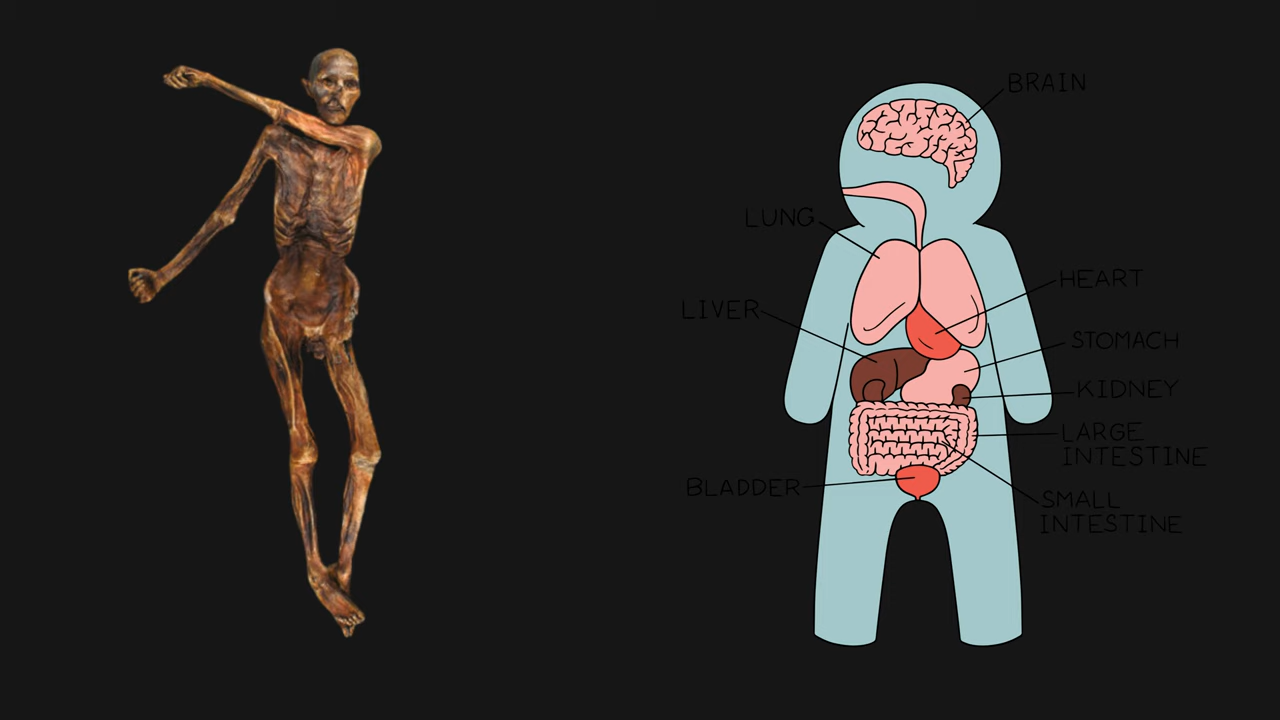 BRAIN
LUNG
HEART
LIVER
STOMACH
KIDNEY
LARGE
INTESTINE
BLADDER
SMALL
INTESTINE